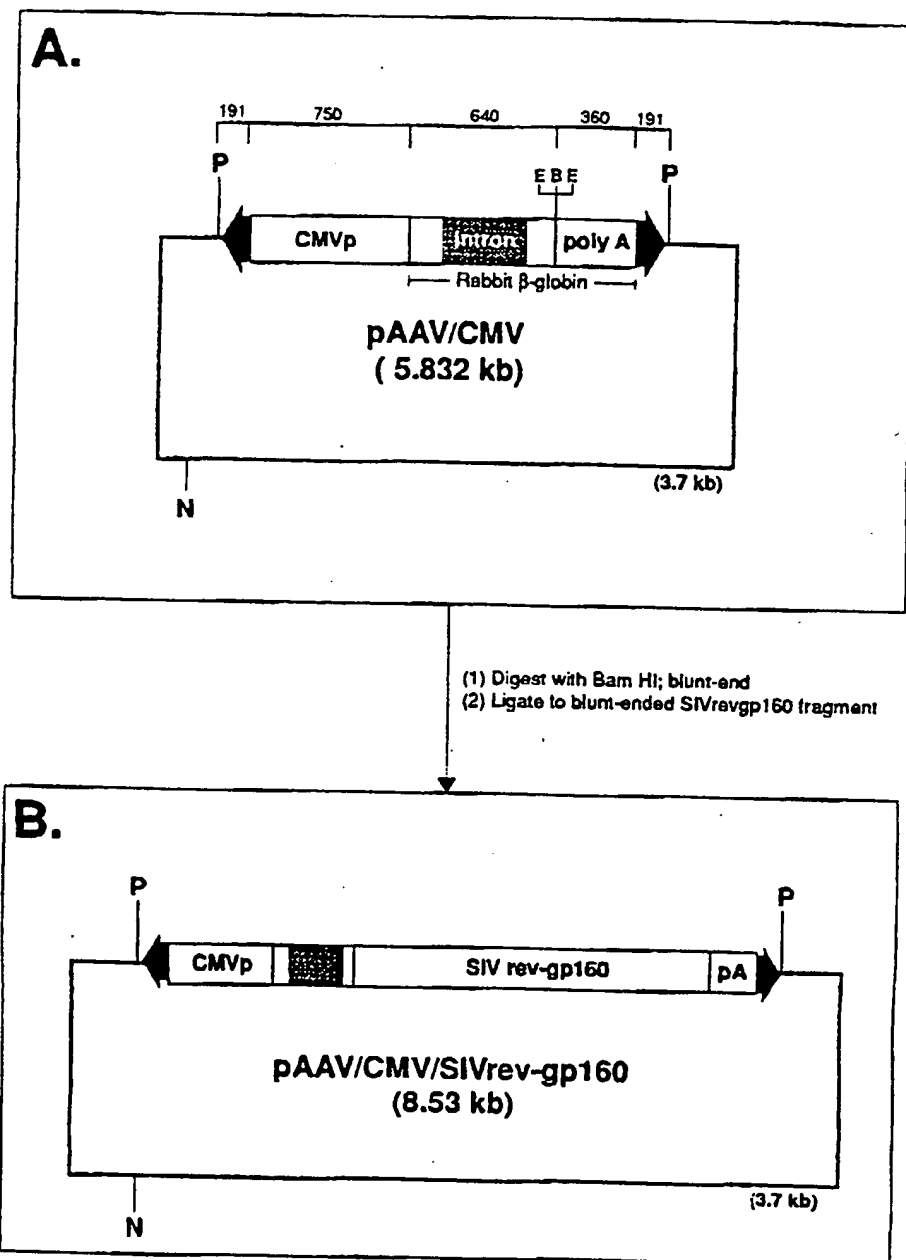 A.
191 750 640 360 191
P E B E P
CMVp Intron poly A
Rabbit β-globin
pAAV/CMV
( 5.832 kb)
(3.7 kb)
N
(1) Digest with Bam HI; blunt-end
(2) Ligate to blunt-ended SIVrevgp160 fragment
B.
P P
CMVp SIV rev-gp160 pA
pAAV/CMV/SIVrev-gp160
(8.53 kb)
(3.7 kb)
N